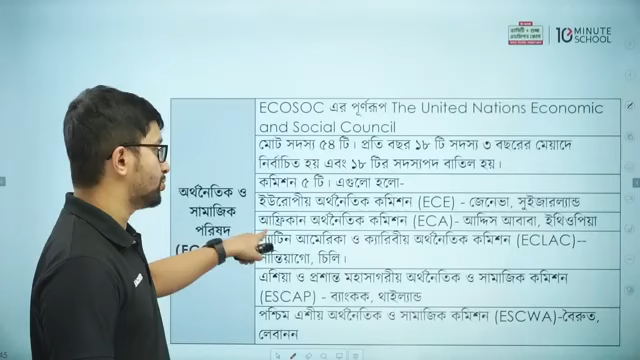 10 MINUTE
SCHOOL
ECOSOC এর পূর্ণরূপ The United Nations Economic
and Social Council
মোট সদস্য ৫৪ টি। প্রতি বছর ১৮ টি সদস্য ৩ বছরের মেয়াদে
নির্বাচিত হয় এবং ১৮ টির সদস্যপদ বাতিল হয়।
কমিশন ৫ টি। এগুলো হলো-
অর্থনৈতিক ও
সামাজিক
পরিষদ
ইউরোপীয় অর্থনৈতিক কমিশন (ECE) - জেনেভা, সুইজারল্যান্ড
আফ্রিকান অর্থনৈতিক কমিশন (ECA)- আদ্দিস আবাবা, ইথিওপিয়া
আমেরিকা ও ক্যারিবীয় অর্থনৈতিক কমিশন (ECLAC)--
চিলি।
এশিয়া ও প্রশান্ত মহাসাগরীয় অর্থনৈতিক ও সামাজিক কমিশন
(ESCAP) - ব্যাংকক, থাইল্যান্ড
পশ্চিম এশীয় অর্থনৈতিক ও সামাজিক কমিশন (ESCWA)-বৈরুত,
লেবানন